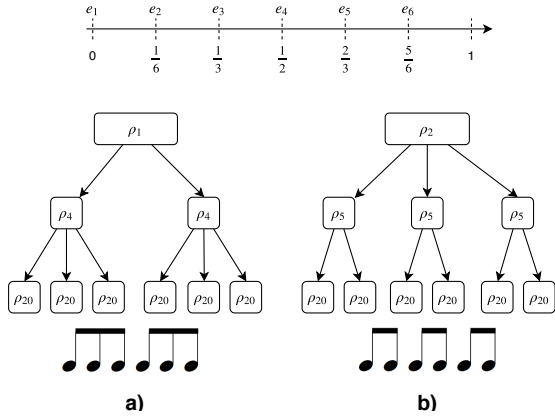 e₁ e₂ e₃ e₄ e₅ e₆
0 1/6 1/3 1/2 2/3 5/6 1
ρ₁ ρ₂
ρ₄ ρ₄ ρ₅ ρ₅ ρ₅
ρ₂₀ ρ₂₀ ρ₂₀ ρ₂₀ ρ₂₀ ρ₂₀ ρ₂₀ ρ₂₀ ρ₂₀ ρ₂₀ ρ₂₀ ρ₂₀
a) b)